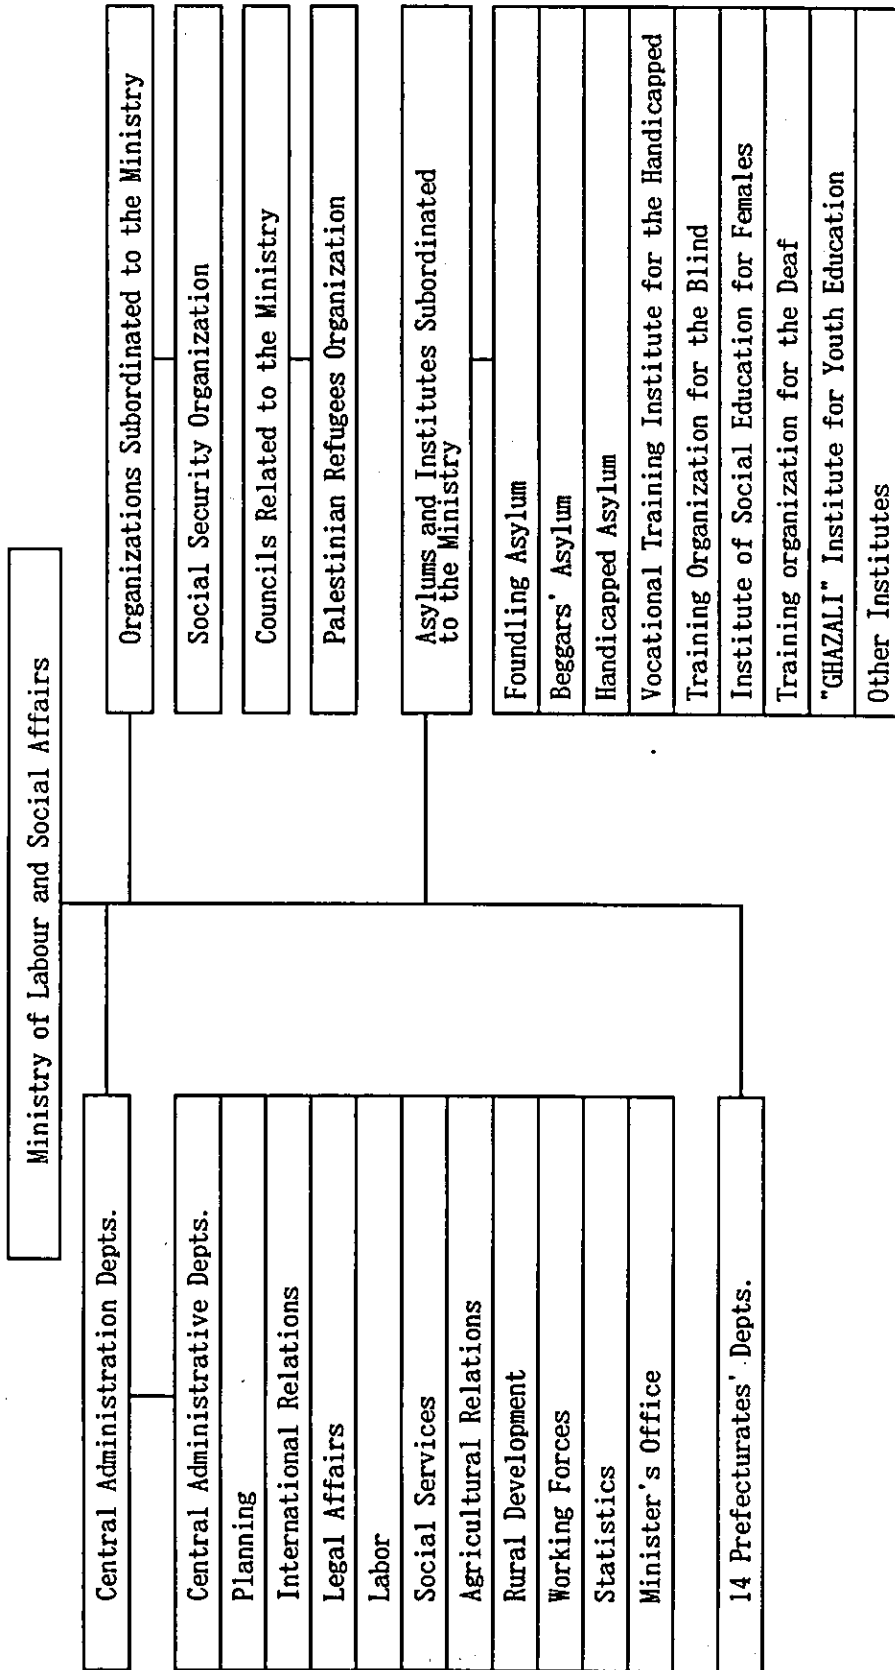 Ministry of Labour and Social Affairs
Central Administration Depts.
Central Administrative Depts.
Planning
International Relations
Legal Affairs
Labor
Social Services
Agricultural Relations
Rural Development
Working Forces
Statistics
Minister's Office
14 Prefecturates' Depts.
Organizations Subordinated to the Ministry
Social Security Organization
Councils Related to the Ministry
Palestinian Refugees Organization
Asylums and Institutes Subordinated
to the Ministry
Foundling Asylum
Beggars' Asylum
Handicapped Asylum
Vocational Training Institute for the Handicapped
Training Organization for the Blind
Institute of Social Education for Females
Training organization for the Deaf
"GHAZALI" Institute for Youth Education
Other Institutes